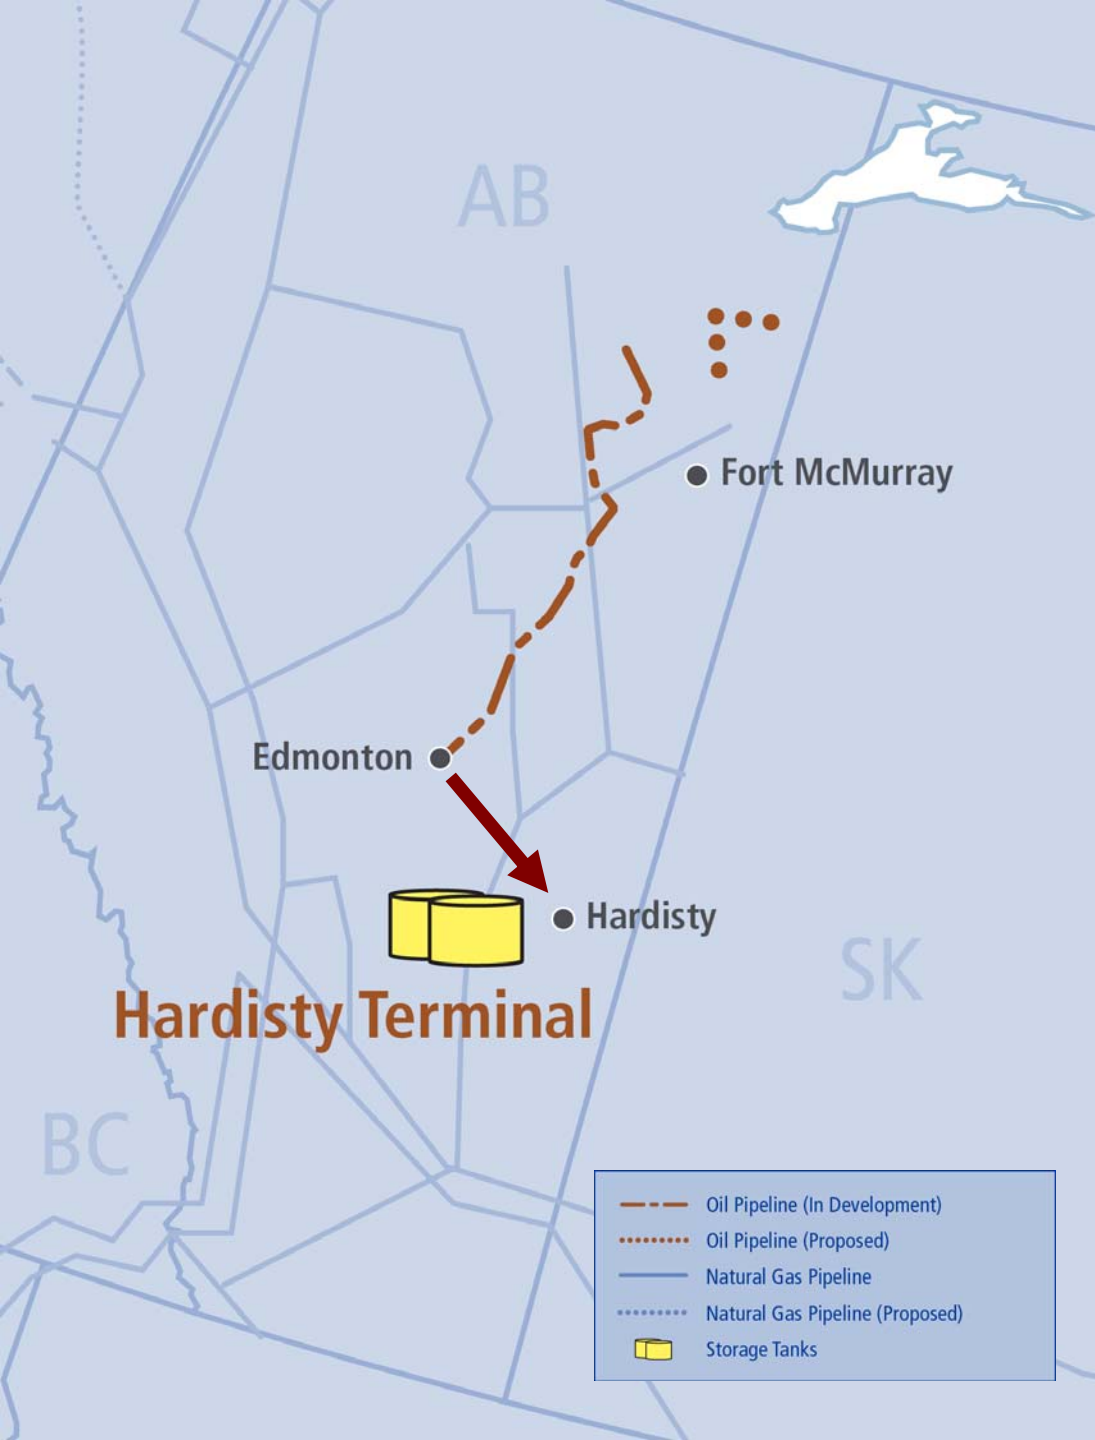 AB
Fort McMurray
Edmonton
Hardisty
SK
Hardisty Terminal
BC
Oil Pipeline (In Development)
Oil Pipeline (Proposed)
Natural Gas Pipeline
Natural Gas Pipeline (Proposed)
Storage Tanks